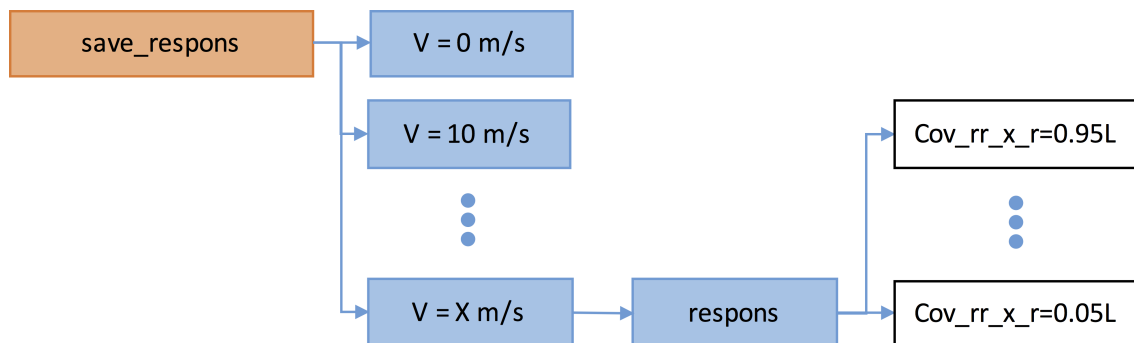 save_respons
V = 0 m/s
V = 10 m/s
Cov_rr_x_r=0.95L
V = X m/s
respons
Cov_rr_x_r=0.05L